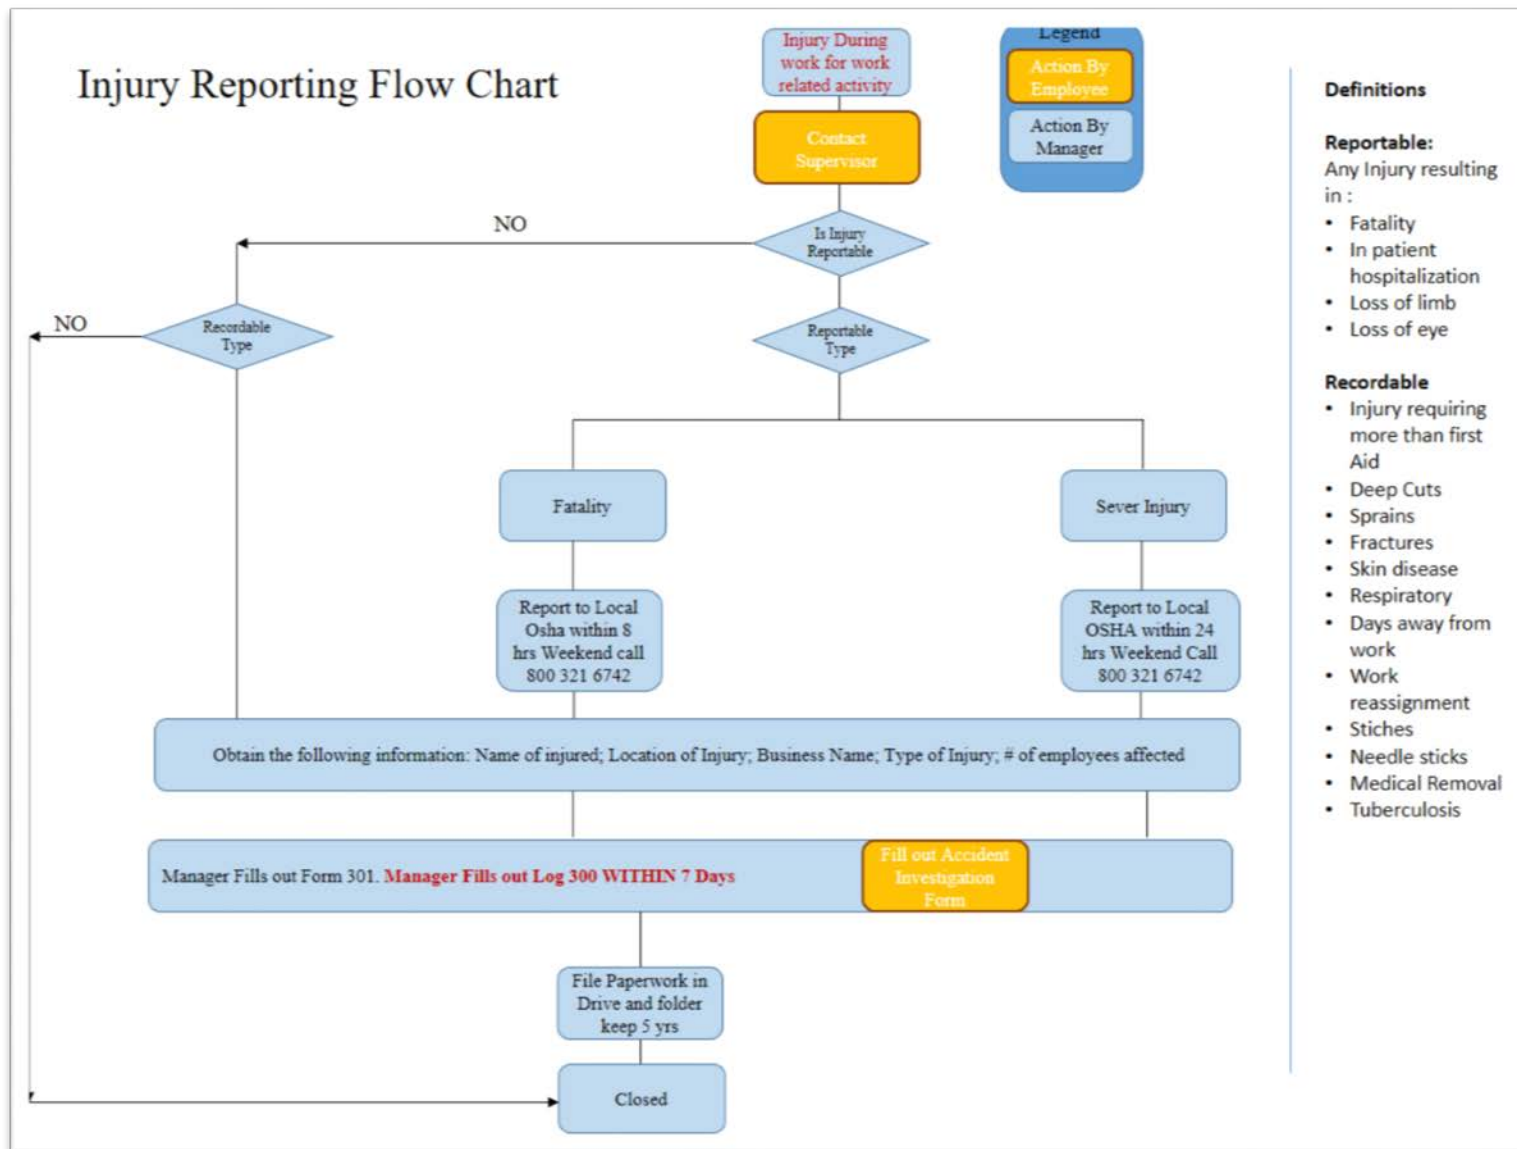 Injury Reporting Flow Chart
Injury During
work for work
related activity
Legend
Action By
Employee
Action By
Manager
Contact
Supervisor
Is Injury
Reportable
NO
Recordable
Type
NO
Reportable
Type
Fatality
Sever Injury
Report to Local
Osha within 8
hrs Weekend call
800 321 6742
Report to Local
OSHA within 24
hrs Weekend Call
800 321 6742
Obtain the following information: Name of injured; Location of Injury; Business Name; Type of Injury; # of employees affected
Manager Fills out Form 301. Manager Fills out Log 300 WITHIN 7 Days
Fill out Accident
Investigation
Form
File Paperwork in
Drive and folder
keep 5 yrs
Closed
Definitions
Reportable:
Any Injury resulting
in :
• Fatality
• In patient
hospitalization
• Loss of limb
• Loss of eye
Recordable
• Injury requiring
more than first
Aid
• Deep Cuts
• Sprains
• Fractures
• Skin disease
• Respiratory
• Days away from
work
• Work
reassignment
• Stiches
• Needle sticks
• Medical Removal
• Tuberculosis